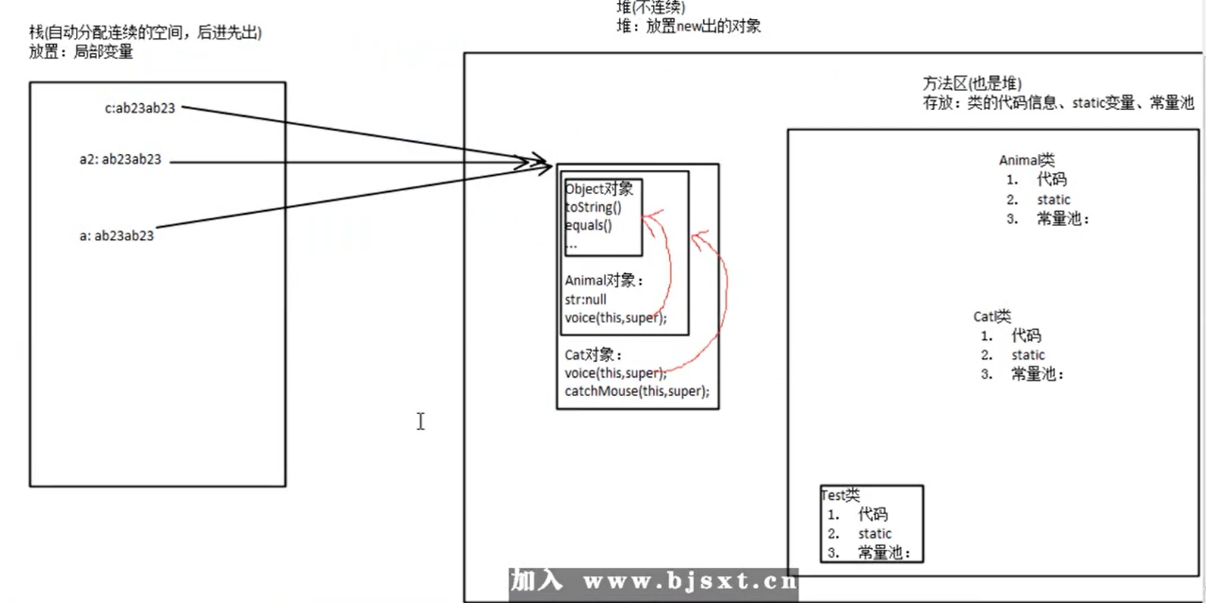 栈(自动分配连续的空间，后进先出)
放置：局部变量
c:ab23ab23
a2: ab23ab23
a: ab23ab23
堆(不连续)
堆：放置new出的对象
Object对象
toString()
equals()
...
Animal对象：
str:null
voice(this,super);
Cat对象：
voice(this,super);
catchMouse(this,super);
方法区(也是堆)
存放：类的代码信息、static变量、常量池
Animal类
1. 代码
2. static
3. 常量池：
Catl类
1. 代码
2. static
3. 常量池：
Test类
1. 代码
2. static
3. 常量池：
加入 www.bjsxt.cn